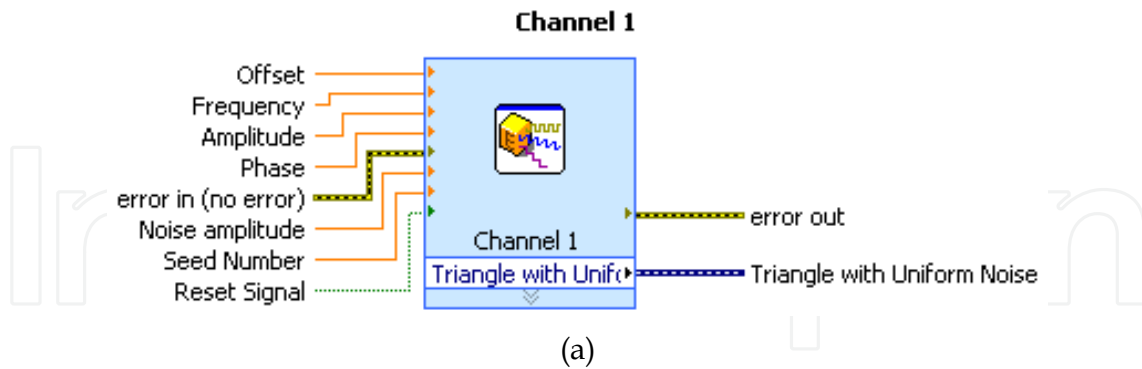 Channel 1
Offset
Frequency
Amplitude
Phase
error in (no error)
Noise amplitude
Seed Number
Reset Signal
Channel 1
error out
Triangle with Unifo
Triangle with Uniform Noise
(a)